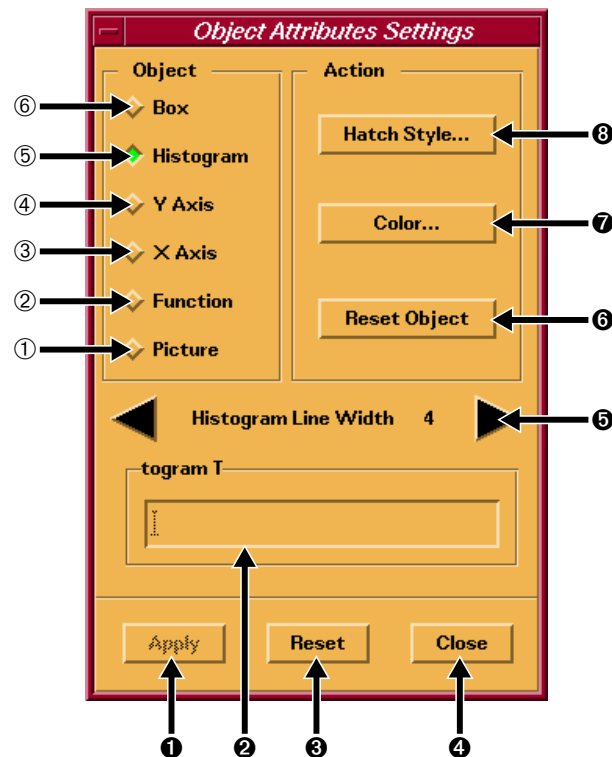 Object Attributes Settings
Object
Action
⑥ Box
⑤ Histogram
④ Y Axis
③ X Axis
② Function
① Picture
Hatch Style... ❽
Color... ❼
Reset Object ❻
Histogram Line Width 4 ❺
togram T
Apply
Reset
Close
❶ ❷ ❸ ❹